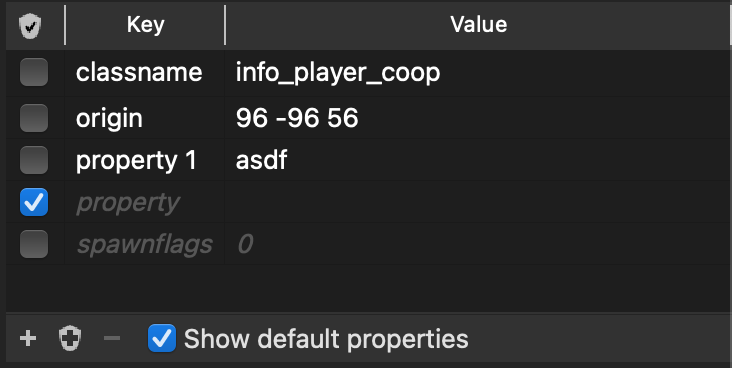 Key Value
classname info_player_coop
origin 96 -96 56
property 1 asdf
property
spawnflags 0
Show default properties